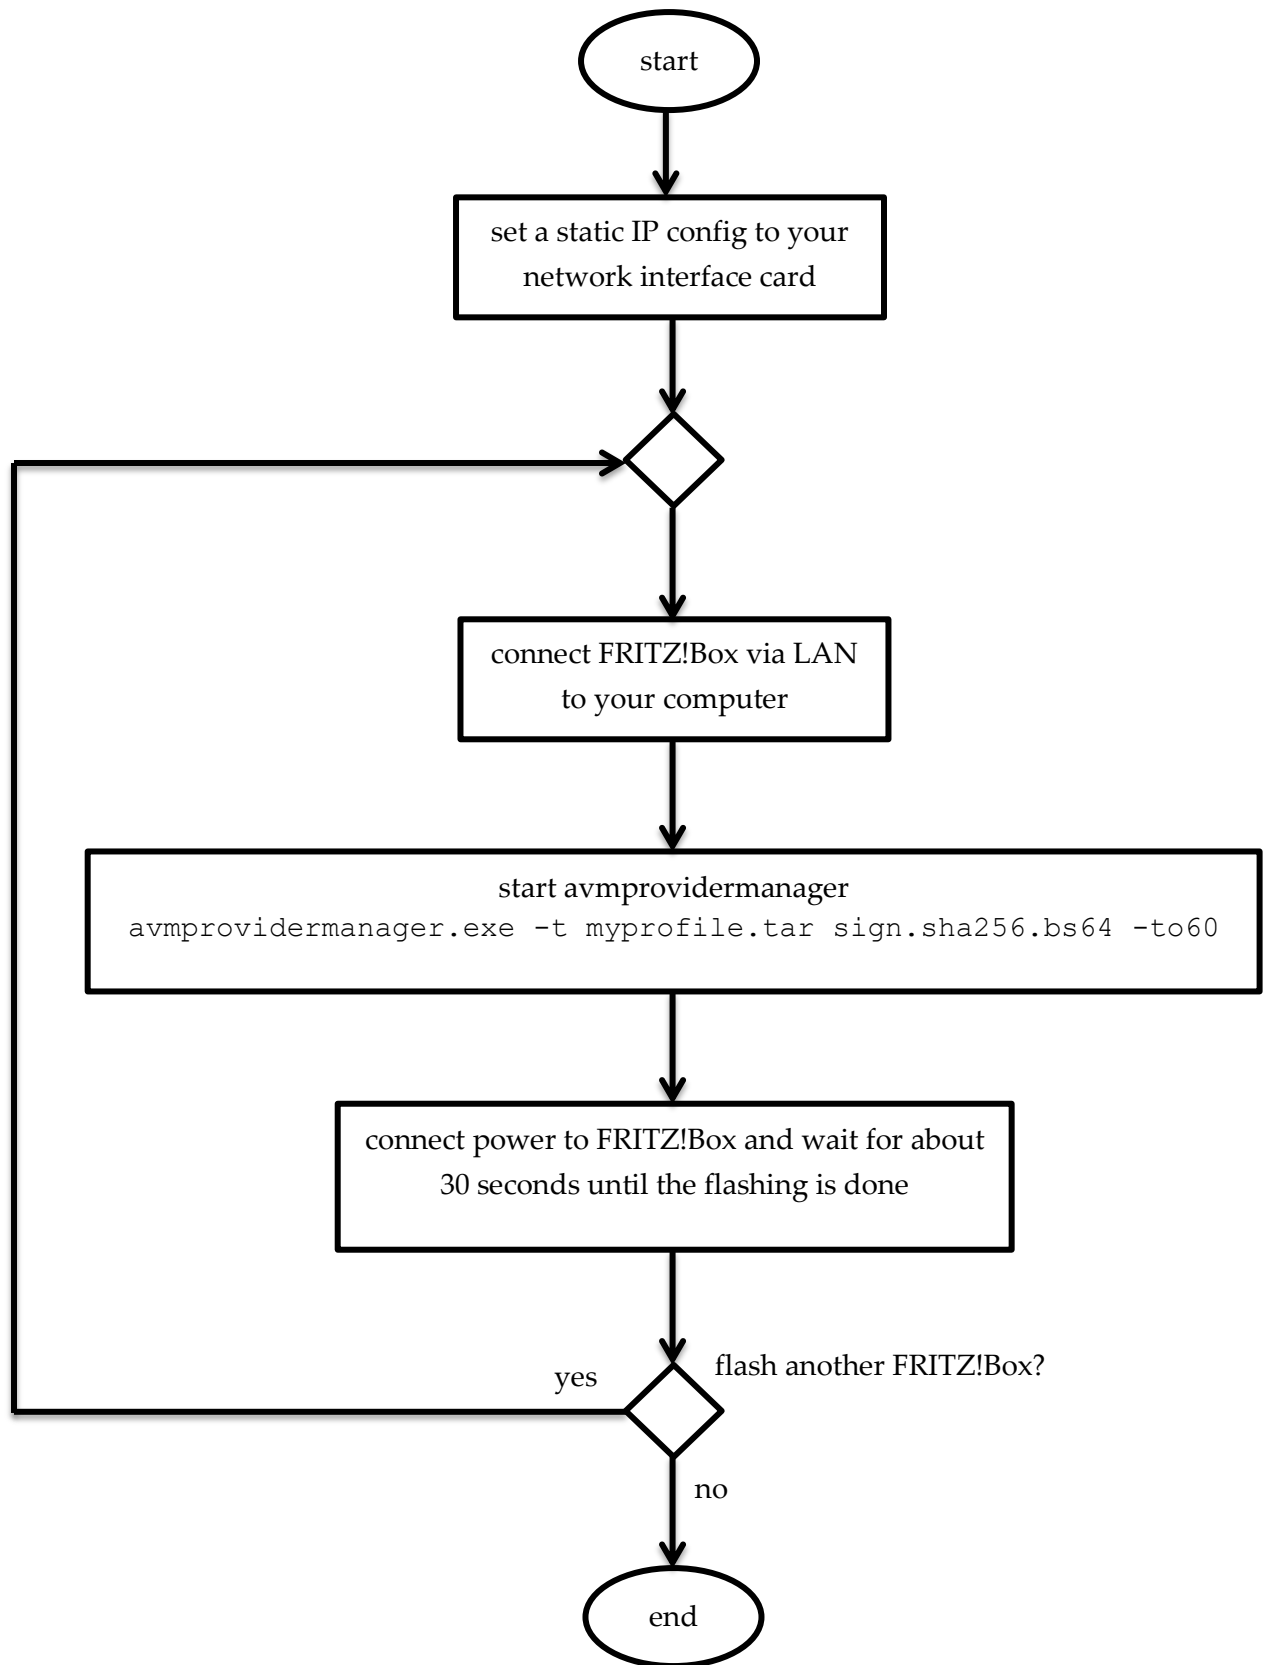 start
set a static IP config to your
network interface card
connect FRITZ!Box via LAN
to your computer
start avmprovidermanager
avmprovidermanager.exe -t myprofile.tar sign.sha256.bs64 -to60
connect power to FRITZ!Box and wait for about
30 seconds until the flashing is done
flash another FRITZ!Box?
yes
no
end